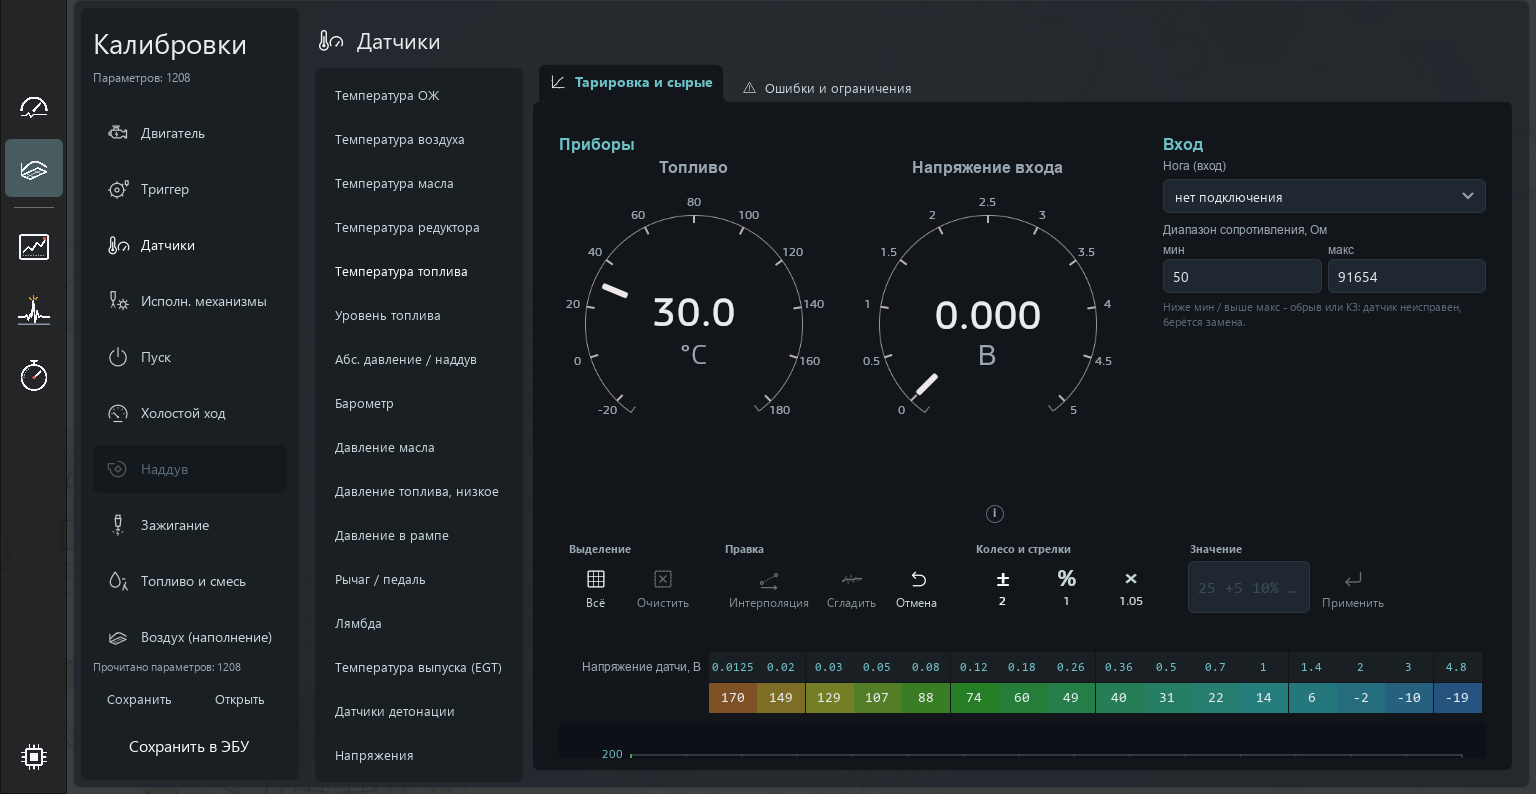 Калибровки
Параметров: 1208
Двигатель
Триггер
Датчики
Исполн. механизмы
Пуск
Холостой ход
Наддув
Зажигание
Топливо и смесь
Воздух (наполнение)
Прочитано параметров: 1208
Сохранить Открыть
Сохранить в ЭБУ
Датчики
Температура ОЖ
Температура воздуха
Температура масла
Температура редуктора
Температура топлива
Уровень топлива
Абс. давление / наддув
Барометр
Давление масла
Давление топлива, низкое
Давление в рампе
Рычаг / педаль
Лямбда
Температура выпуска (EGT)
Датчики детонации
Напряжения
Тарировка и сырые
Ошибки и ограничения
Приборы
Топливо
-20 0 20 40 60 80 100 120 140 160 180
30.0
°C
Напряжение входа
0 0.5 1 1.5 2 2.5 3 3.5 4 4.5 5
0.000
В
Вход
Нога (вход)
нет подключения
Диапазон сопротивления, Ом
мин макс
50 91654
Ниже мин / выше макс - обрыв или КЗ: датчик неисправен,
берётся замена.
i
Выделение Правка Колесо и стрелки Значение
± % × 25 +5 10% …
Всё Очистить Интерполяция Сгладить Отмена 2 1 1.05 Применить
Напряжение датчи, В 0.0125 0.02 0.03 0.05 0.08 0.12 0.18 0.26 0.36 0.5 0.7 1 1.4 2 3 4.8
170 149 129 107 88 74 60 49 40 31 22 14 6 -2 -10 -19
200